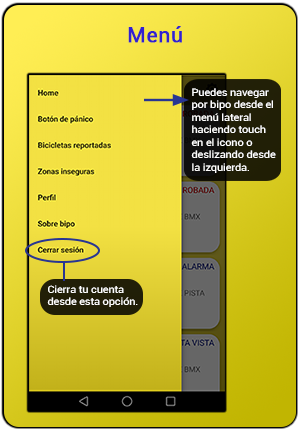 Menú
Home
Botón de pánico
Bicicletas reportadas
Zonas inseguras
Perfil
Sobre bipo
Cerrar sesión
Puedes navegar
por bipo desde el
menú lateral
haciendo touch
en el icono o
deslizando desde
la izquierda.
ROBADA
BMX
ALARMA
PISTA
VISTA
BMX
Cierra tu cuenta
desde esta opción.